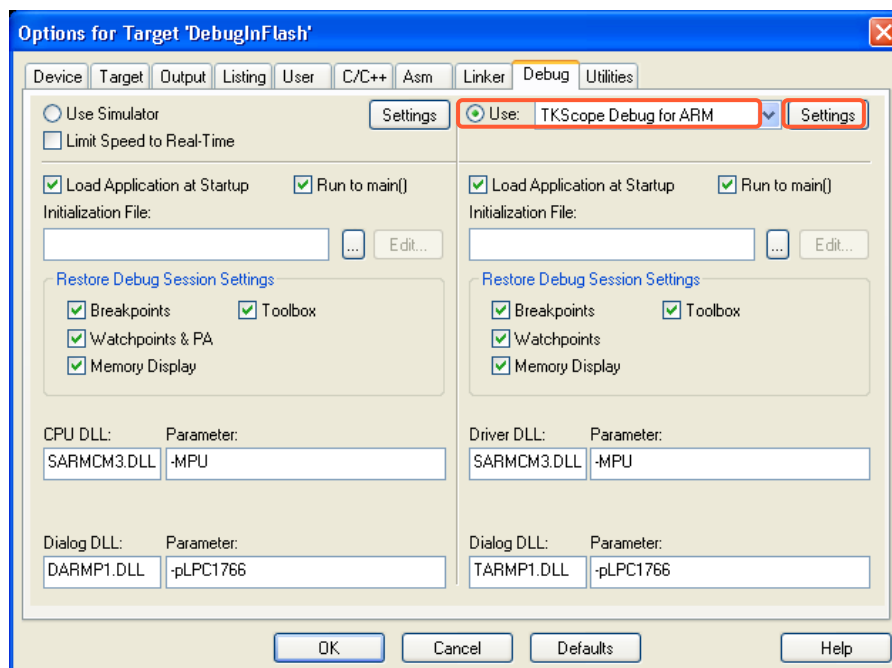 Options for Target 'DebugInFlash'
Device Target Output Listing User C/C++ Asm Linker Debug Utilities
Use Simulator Settings Use: TKScope Debug for ARM Settings
Limit Speed to Real-Time
Load Application at Startup Run to main() Load Application at Startup Run to main()
Initialization File: Initialization File:
... Edit... ... Edit...
Restore Debug Session Settings Restore Debug Session Settings
Breakpoints Toolbox Breakpoints Toolbox
Watchpoints & PA Watchpoints
Memory Display Memory Display
CPU DLL: Parameter: Driver DLL: Parameter:
SARMCM3.DLL -MPU SARMCM3.DLL -MPU
Dialog DLL: Parameter: Dialog DLL: Parameter:
DARMP1.DLL -pLPC1766 TARMP1.DLL -pLPC1766
OK Cancel Defaults Help